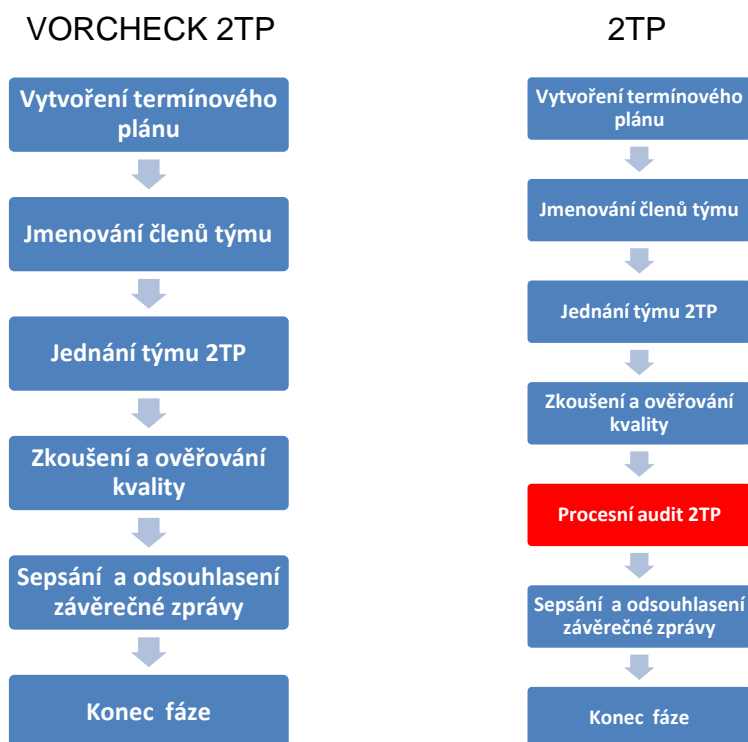 VORCHECK 2TP
Vytvoření termínového
plánu
Jmenování členů týmu
Jednání týmu 2TP
Zkoušení a ověřování
kvality
Sepsání a odsouhlasení
závěrečné zprávy
Konec fáze
2TP
Vytvoření termínového
plánu
Jmenování členů týmu
Jednání týmu 2TP
Zkoušení a ověřování
kvality
Procesní audit 2TP
Sepsání a odsouhlasení
závěrečné zprávy
Konec fáze